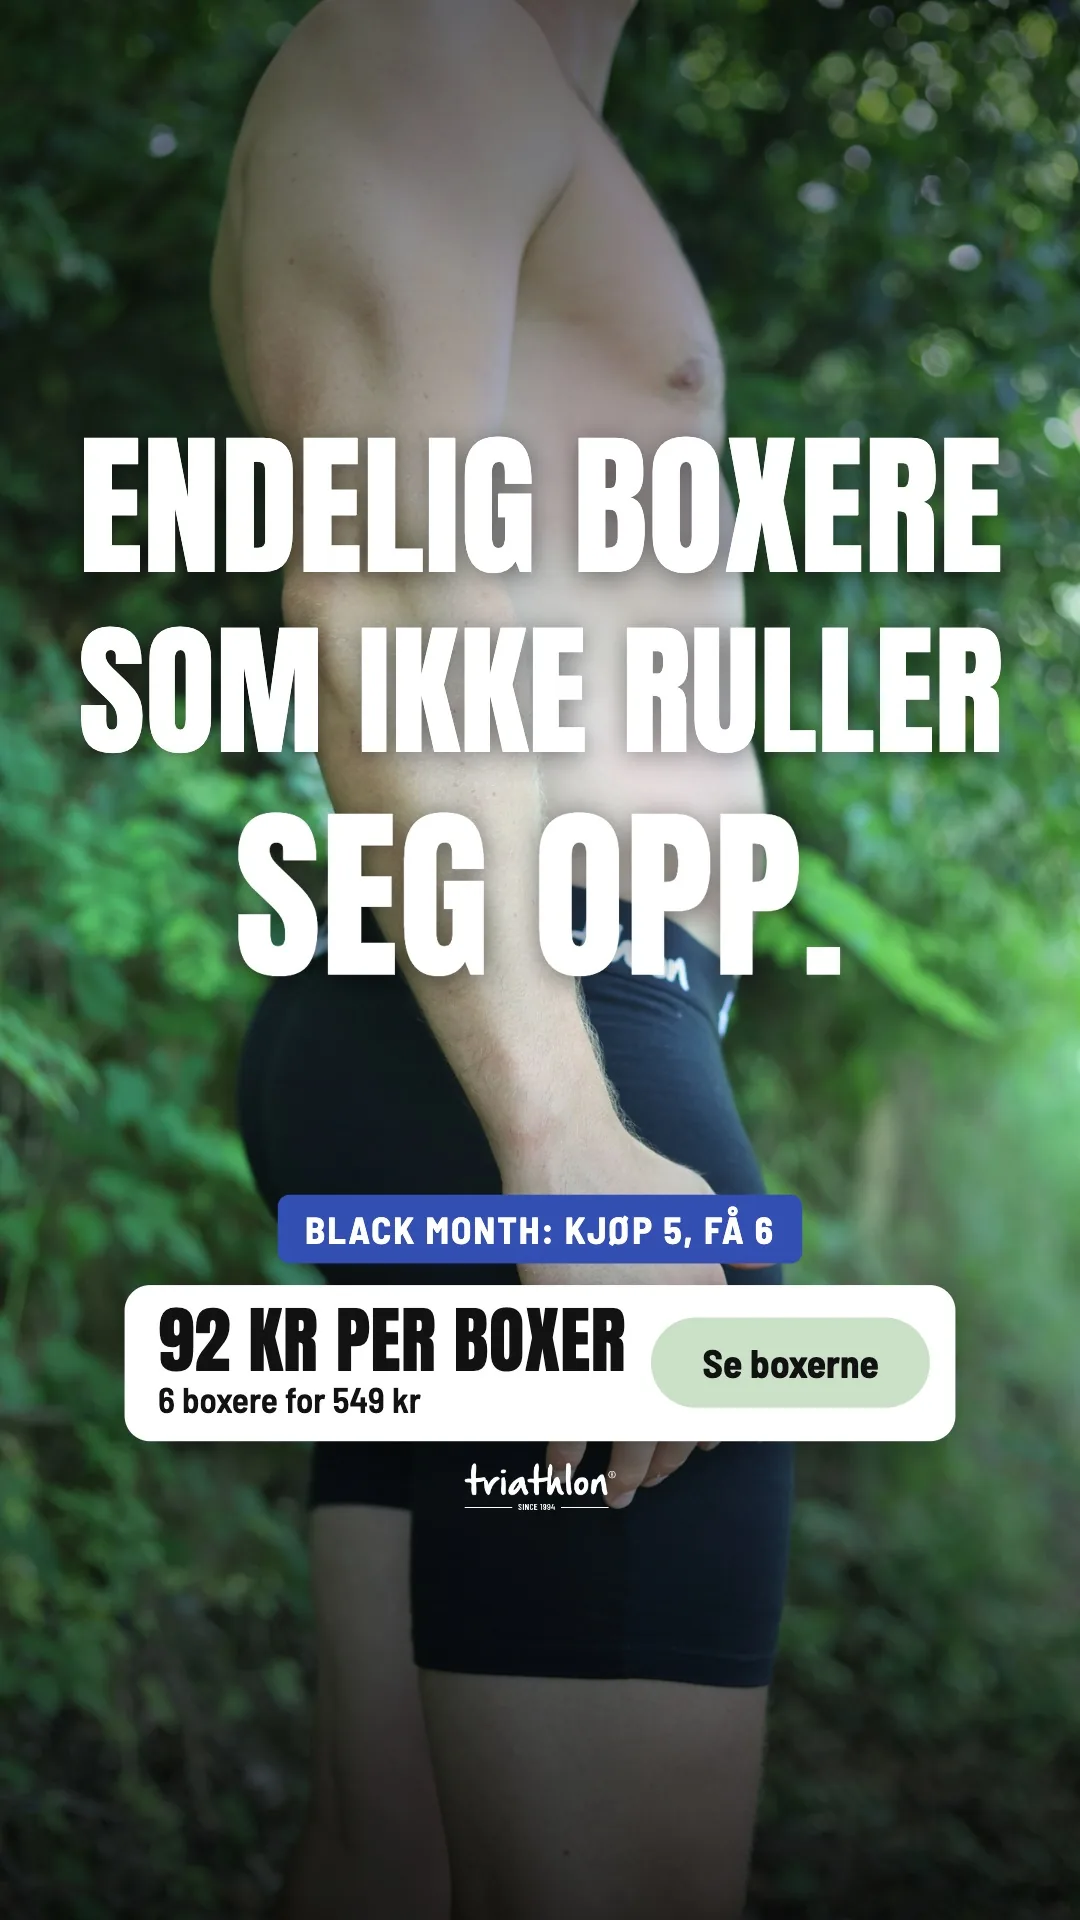 ENDELIG BOXERE
SOM IKKE RULLER
SEG OPP.
BLACK MONTH: KJØP 5, FÅ 6
92 KR PER BOXER
6 boxere for 549 kr
Se boxerne
triathlon®
SINCE 1994